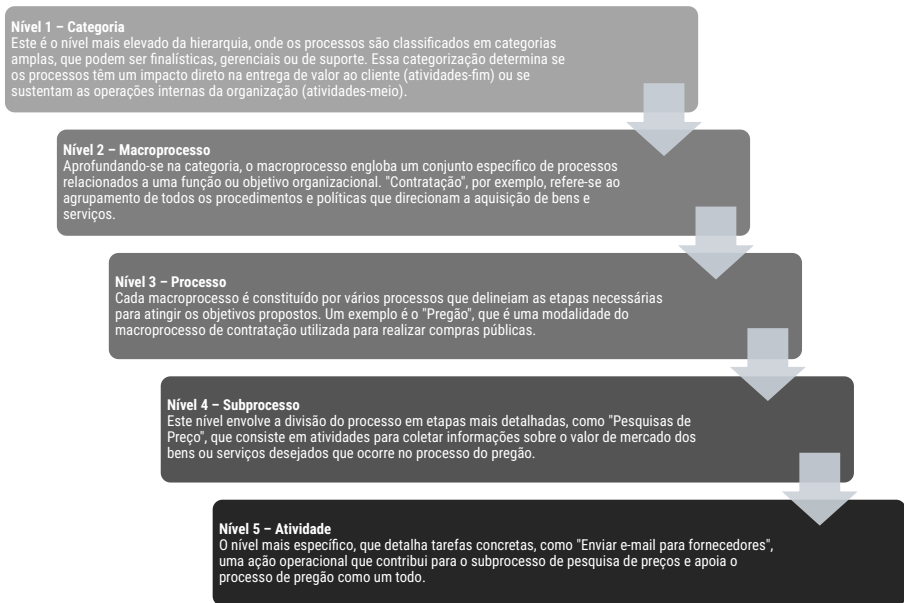 Nível 1 – Categoria
Este é o nível mais elevado da hierarquia, onde os processos são classificados em categorias
amplas, que podem ser finalísticas, gerenciais ou de suporte. Essa categorização determina se
os processos têm um impacto direto na entrega de valor ao cliente (atividades-fim) ou se
sustentam as operações internas da organização (atividades-meio).
Nível 2 – Macroprocesso
Aprofundando-se na categoria, o macroprocesso engloba um conjunto específico de processos
relacionados a uma função ou objetivo organizacional. "Contratação", por exemplo, refere-se ao
agrupamento de todos os procedimentos e políticas que direcionam a aquisição de bens e
serviços.
Nível 3 – Processo
Cada macroprocesso é constituído por vários processos que delineiam as etapas necessárias
para atingir os objetivos propostos. Um exemplo é o "Pregão", que é uma modalidade do
macroprocesso de contratação utilizada para realizar compras públicas.
Nível 4 – Subprocesso
Este nível envolve a divisão do processo em etapas mais detalhadas, como "Pesquisas de
Preço", que consiste em atividades para coletar informações sobre o valor de mercado dos
bens ou serviços desejados que ocorre no processo do pregão.
Nível 5 – Atividade
O nível mais específico, que detalha tarefas concretas, como "Enviar e-mail para fornecedores",
uma ação operacional que contribui para o subprocesso de pesquisa de preços e apoia o
processo de pregão como um todo.